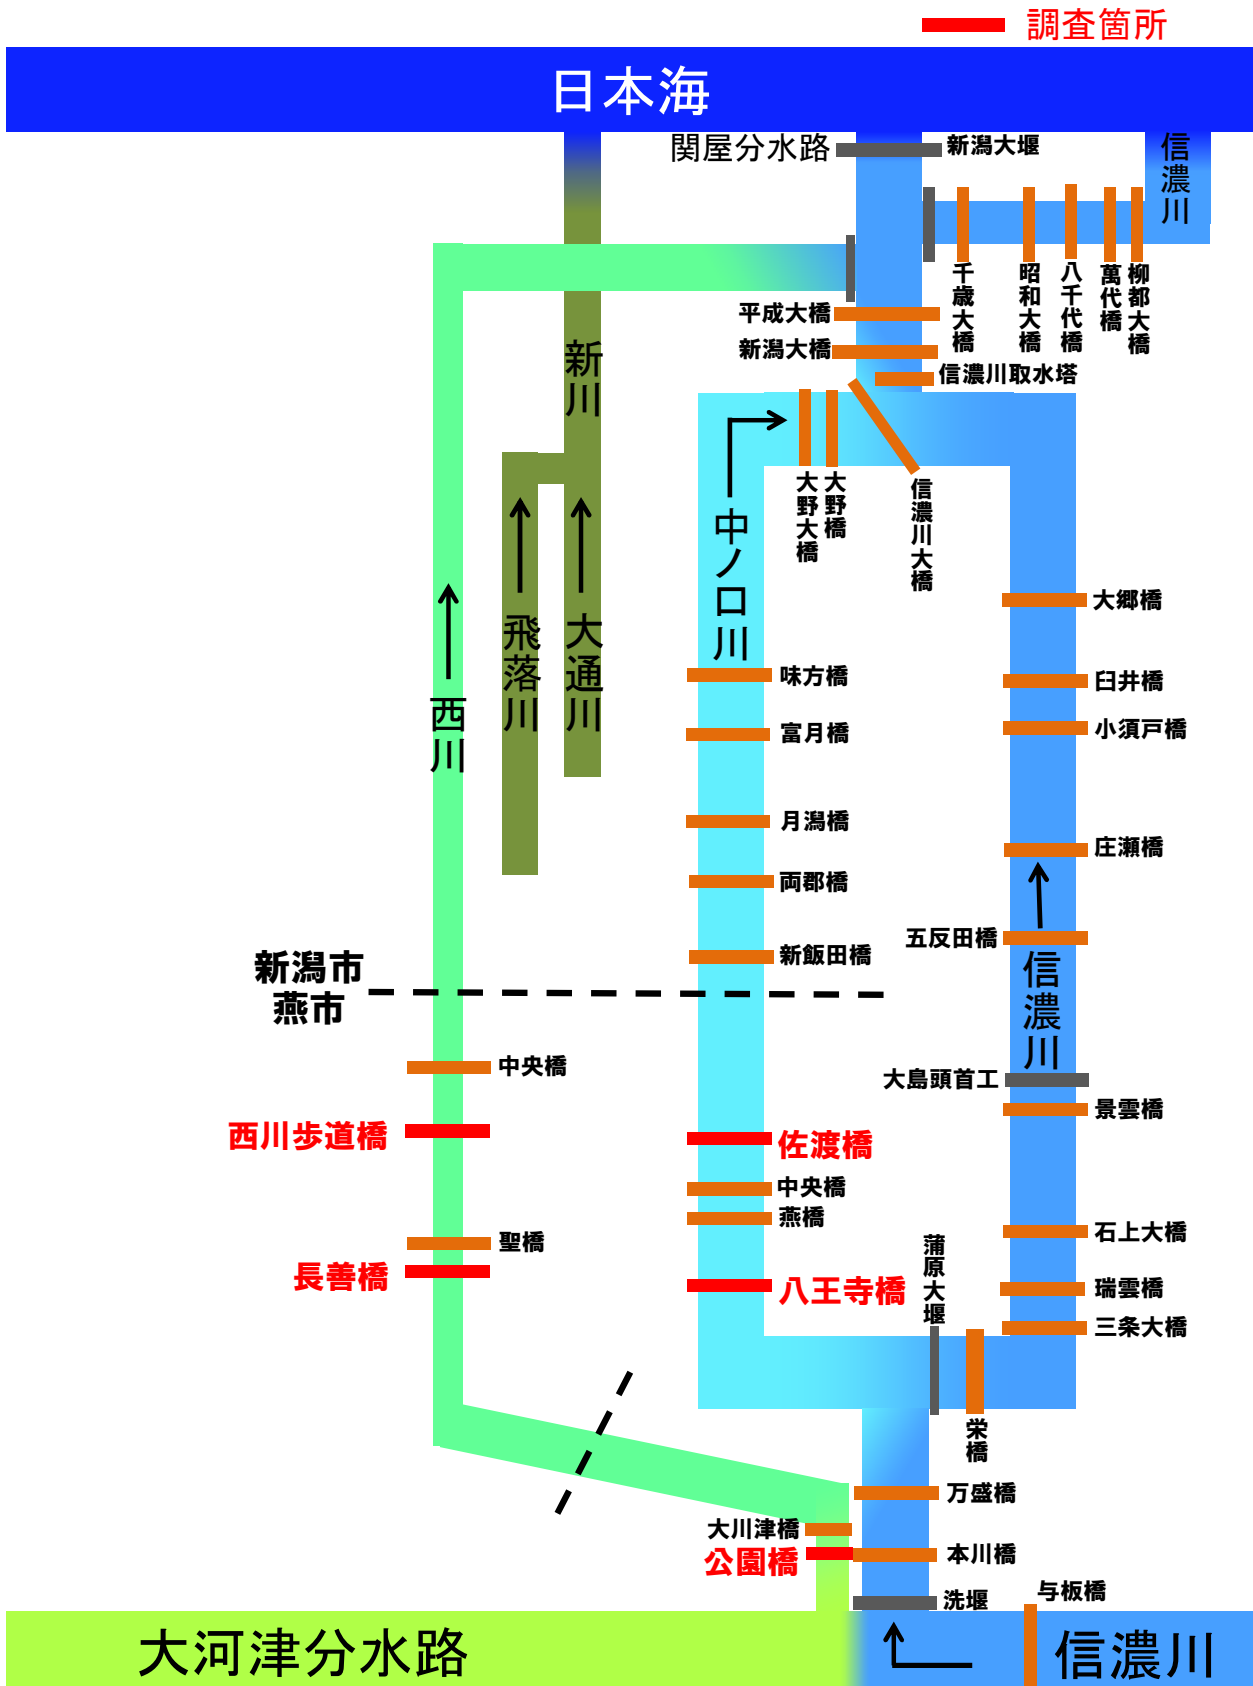 調査箇所
日本海
関屋分水路
新潟大堰
信濃川
千歳大橋
昭和大橋
八千代橋
萬代橋
柳都大橋
平成大橋
新潟大橋
信濃川取水塔
新川
中ノ口川
大野大橋
大野橋
信濃川大橋
大郷橋
飛落川
大通川
西川
味方橋
臼井橋
富月橋
小須戸橋
月潟橋
庄瀬橋
両郡橋
五反田橋
新飯田橋
信濃川
新潟市
燕市
中央橋
大島頭首工
景雲橋
西川歩道橋
佐渡橋
中央橋
燕橋
聖橋
石上大橋
長善橋
八王寺橋
蒲原大堰
瑞雲橋
三条大橋
栄橋
万盛橋
大川津橋
公園橋
本川橋
洗堰
与板橋
大河津分水路
信濃川